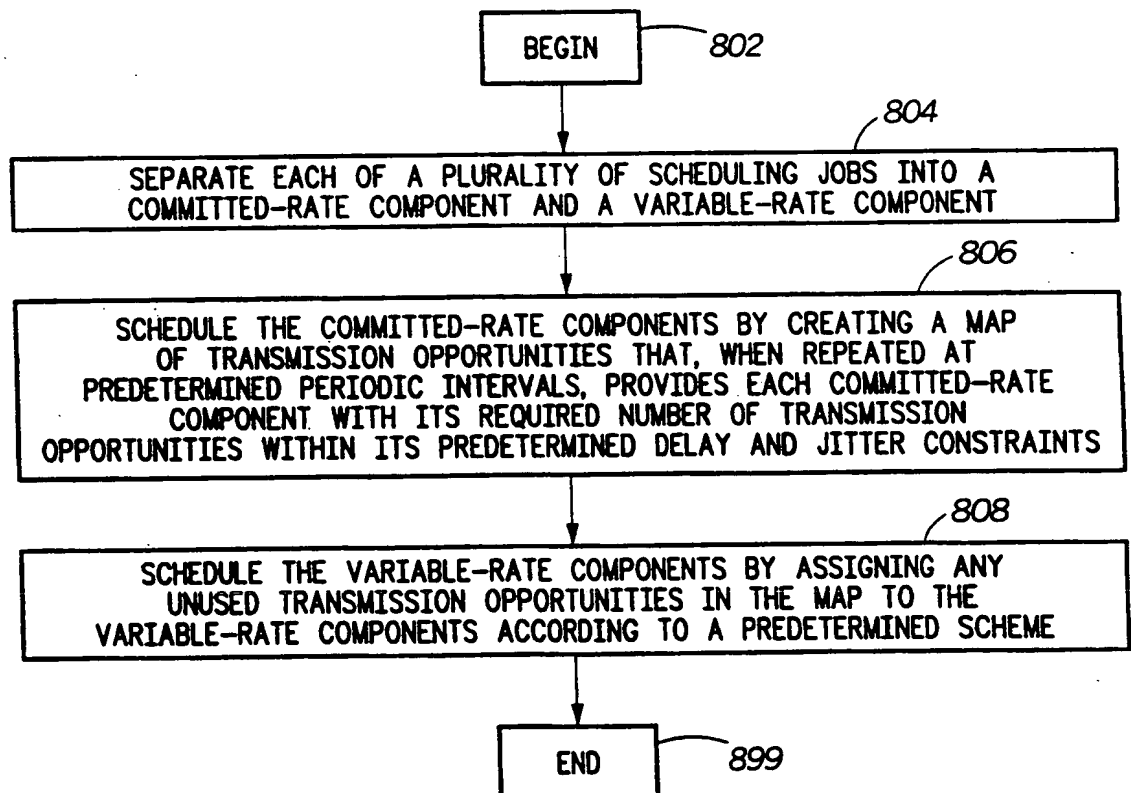 BEGIN
802
804
SEPARATE EACH OF A PLURALITY OF SCHEDULING JOBS INTO A
COMMITTED-RATE COMPONENT AND A VARIABLE-RATE COMPONENT
806
SCHEDULE THE COMMITTED-RATE COMPONENTS BY CREATING A MAP
OF TRANSMISSION OPPORTUNITIES THAT, WHEN REPEATED AT
PREDETERMINED PERIODIC INTERVALS, PROVIDES EACH COMMITTED-RATE
COMPONENT WITH ITS REQUIRED NUMBER OF TRANSMISSION
OPPORTUNITIES WITHIN ITS PREDETERMINED DELAY AND JITTER CONSTRAINTS
808
SCHEDULE THE VARIABLE-RATE COMPONENTS BY ASSIGNING ANY
UNUSED TRANSMISSION OPPORTUNITIES IN THE MAP TO THE
VARIABLE-RATE COMPONENTS ACCORDING TO A PREDETERMINED SCHEME
END
899